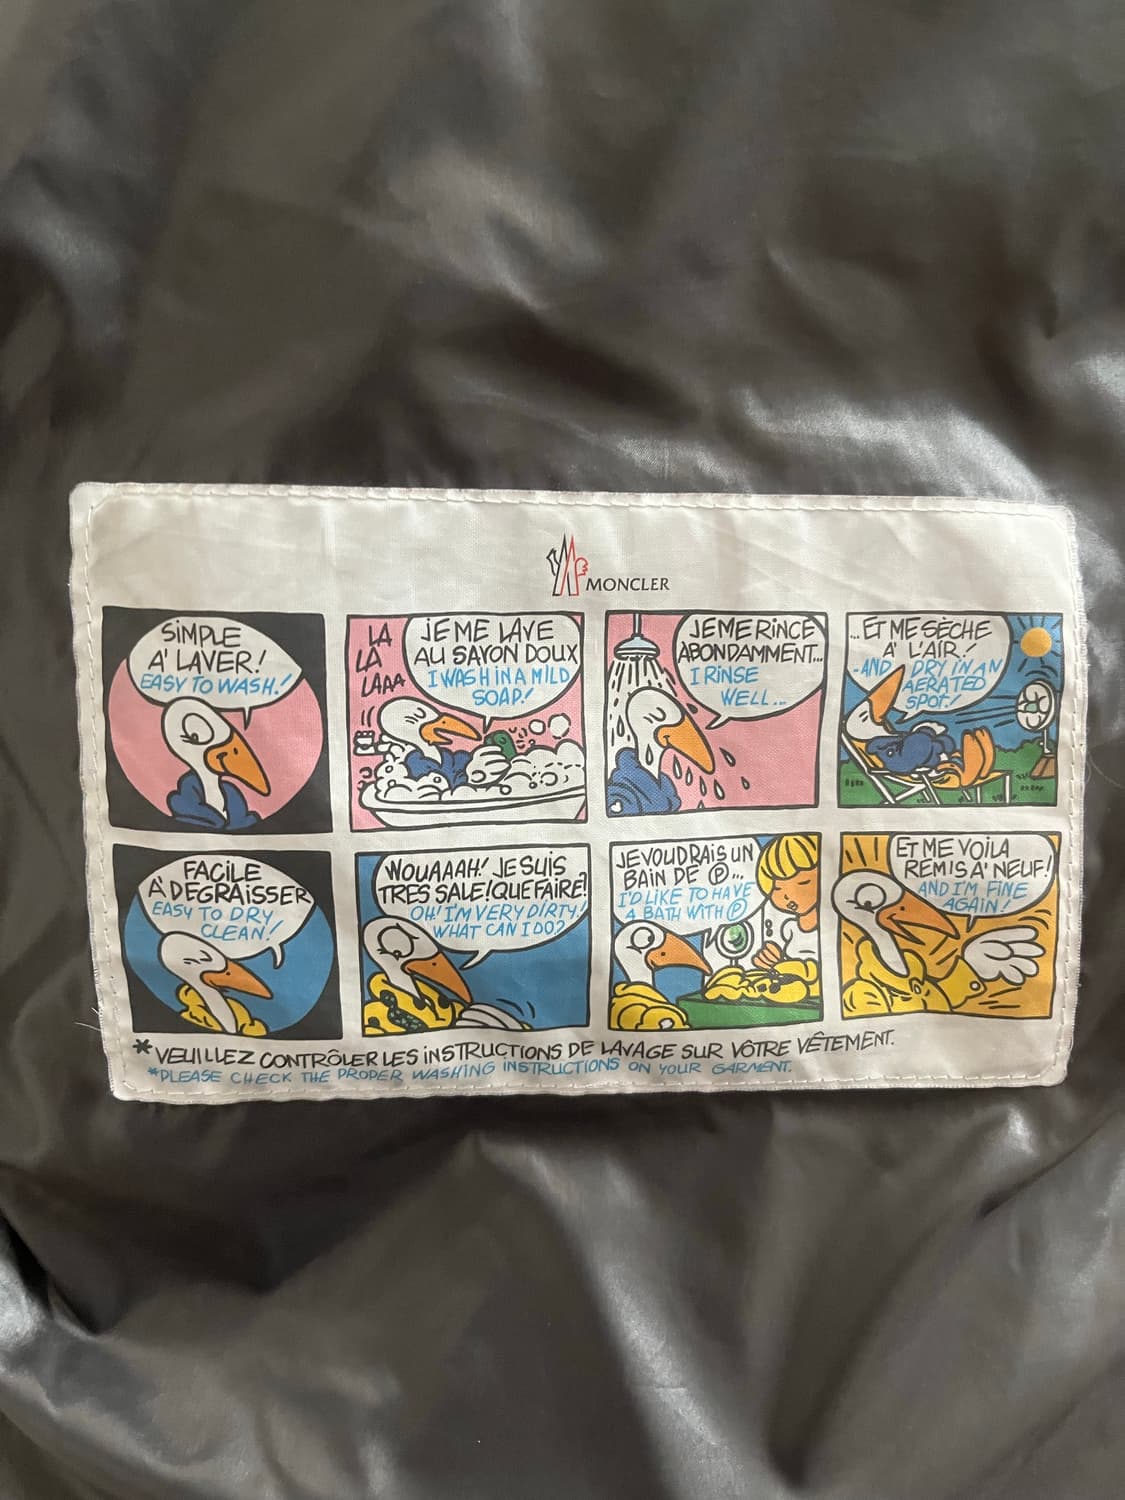 MONCLER
SIMPLE
A' LAVER!
EASY TO WASH!
LA
LA
LAAA
JE ME LAVE
AU SAVON DOUX
I WASH IN A MILD
SOAP!
JE ME RINCE
ABONDAMMENT...
I RINSE
WELL...
...ET ME SÈCHE
A' L'AIR!
-AND DRY IN AN
AERATED
SPOT!
FACILE
A' DEGRAISSER
EASY TO DRY
CLEAN!
WOUAAAH! JE SUIS
TRES SALE! QUE FAIRE?
OH! I'M VERY DIRTY!
WHAT CAN I DO?
JE VOUDRAIS UN
BAIN DE Ⓟ...
I'D LIKE TO HAVE
A BATH WITH Ⓟ
ET ME VOILA
REMIS A' NEUF!
AND I'M FINE
AGAIN!
*VEUILLEZ CONTRÔLER LES INSTRUCTIONS DE LAVAGE SUR VÔTRE VÊTEMENT.
*PLEASE CHECK THE PROPER WASHING INSTRUCTIONS ON YOUR GARMENT.